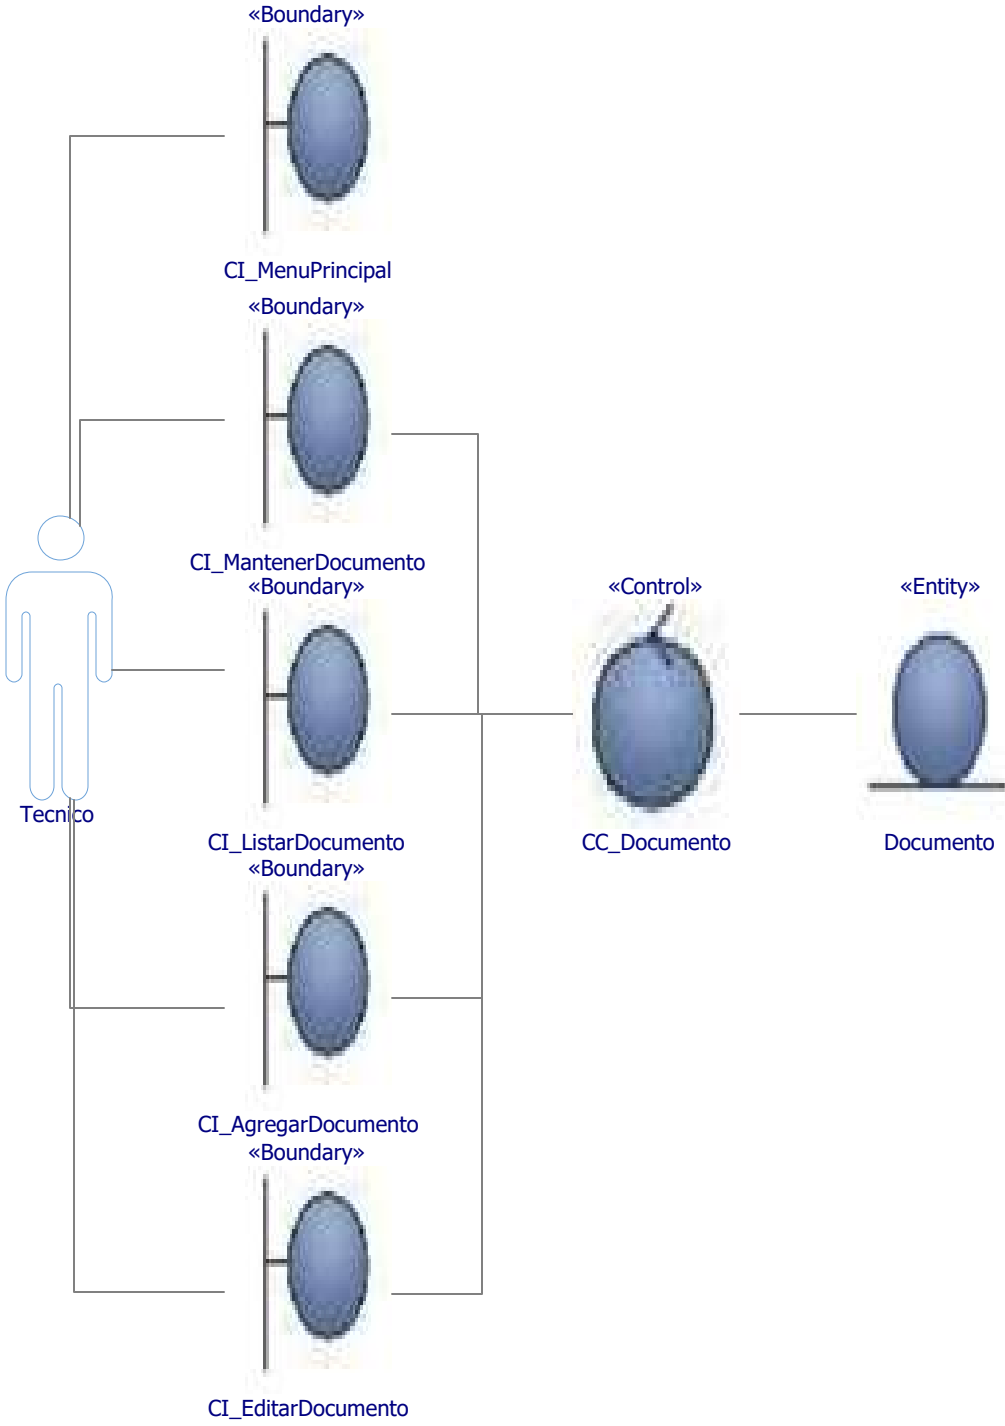 «Boundary»
CI_MenuPrincipal
«Boundary»
CI_MantenerDocumento
«Boundary»
«Control»
«Entity»
Tecnico
CI_ListarDocumento
CC_Documento
Documento
«Boundary»
CI_AgregarDocumento
«Boundary»
CI_EditarDocumento